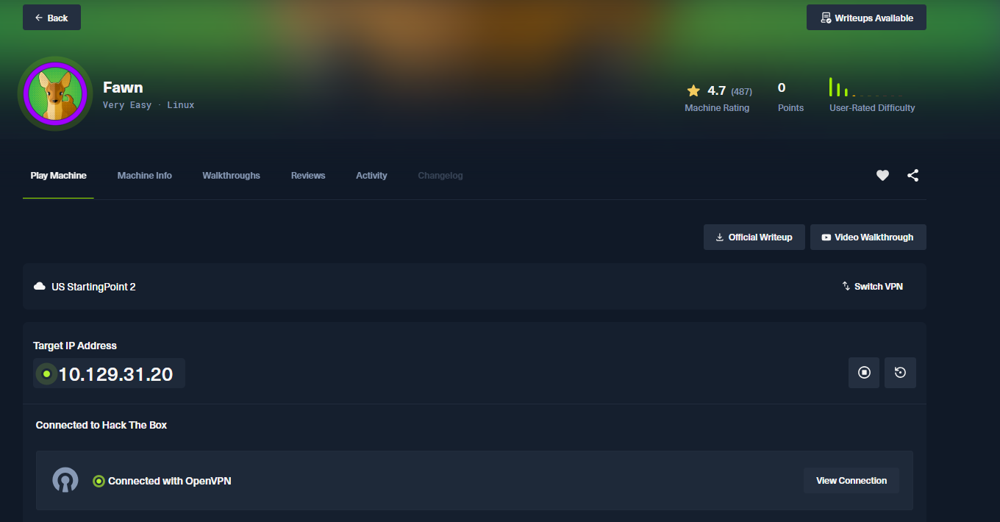 Back
Writeups Available
Fawn
Very Easy · Linux
4.7 (487)
Machine Rating
0
Points
User-Rated Difficulty
Play Machine
Machine Info
Walkthroughs
Reviews
Activity
Changelog
Official Writeup
Video Walkthrough
US StartingPoint 2
Switch VPN
Target IP Address
10.129.31.20
Connected to Hack The Box
Connected with OpenVPN
View Connection